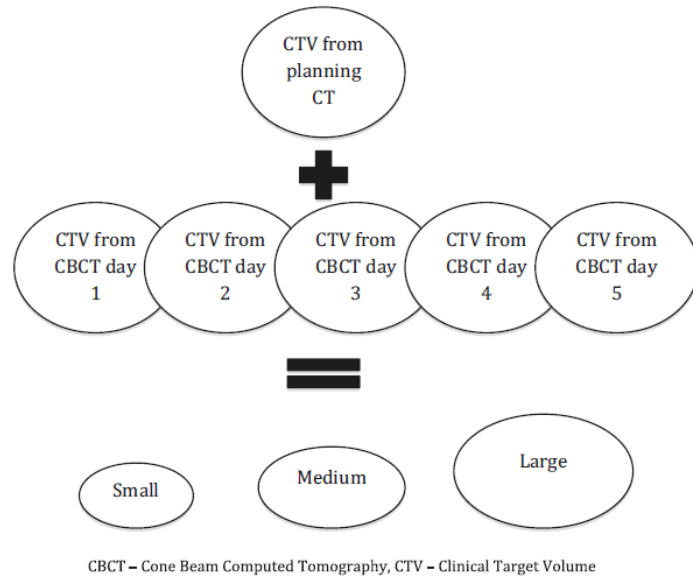 CTV from
planning
CT
CTV from
CBCT day
1
CTV from
CBCT day
2
CTV from
CBCT day
3
CTV from
CBCT day
4
CTV from
CBCT day
5
Small
Medium
Large
CBCT – Cone Beam Computed Tomography, CTV – Clinical Target Volume